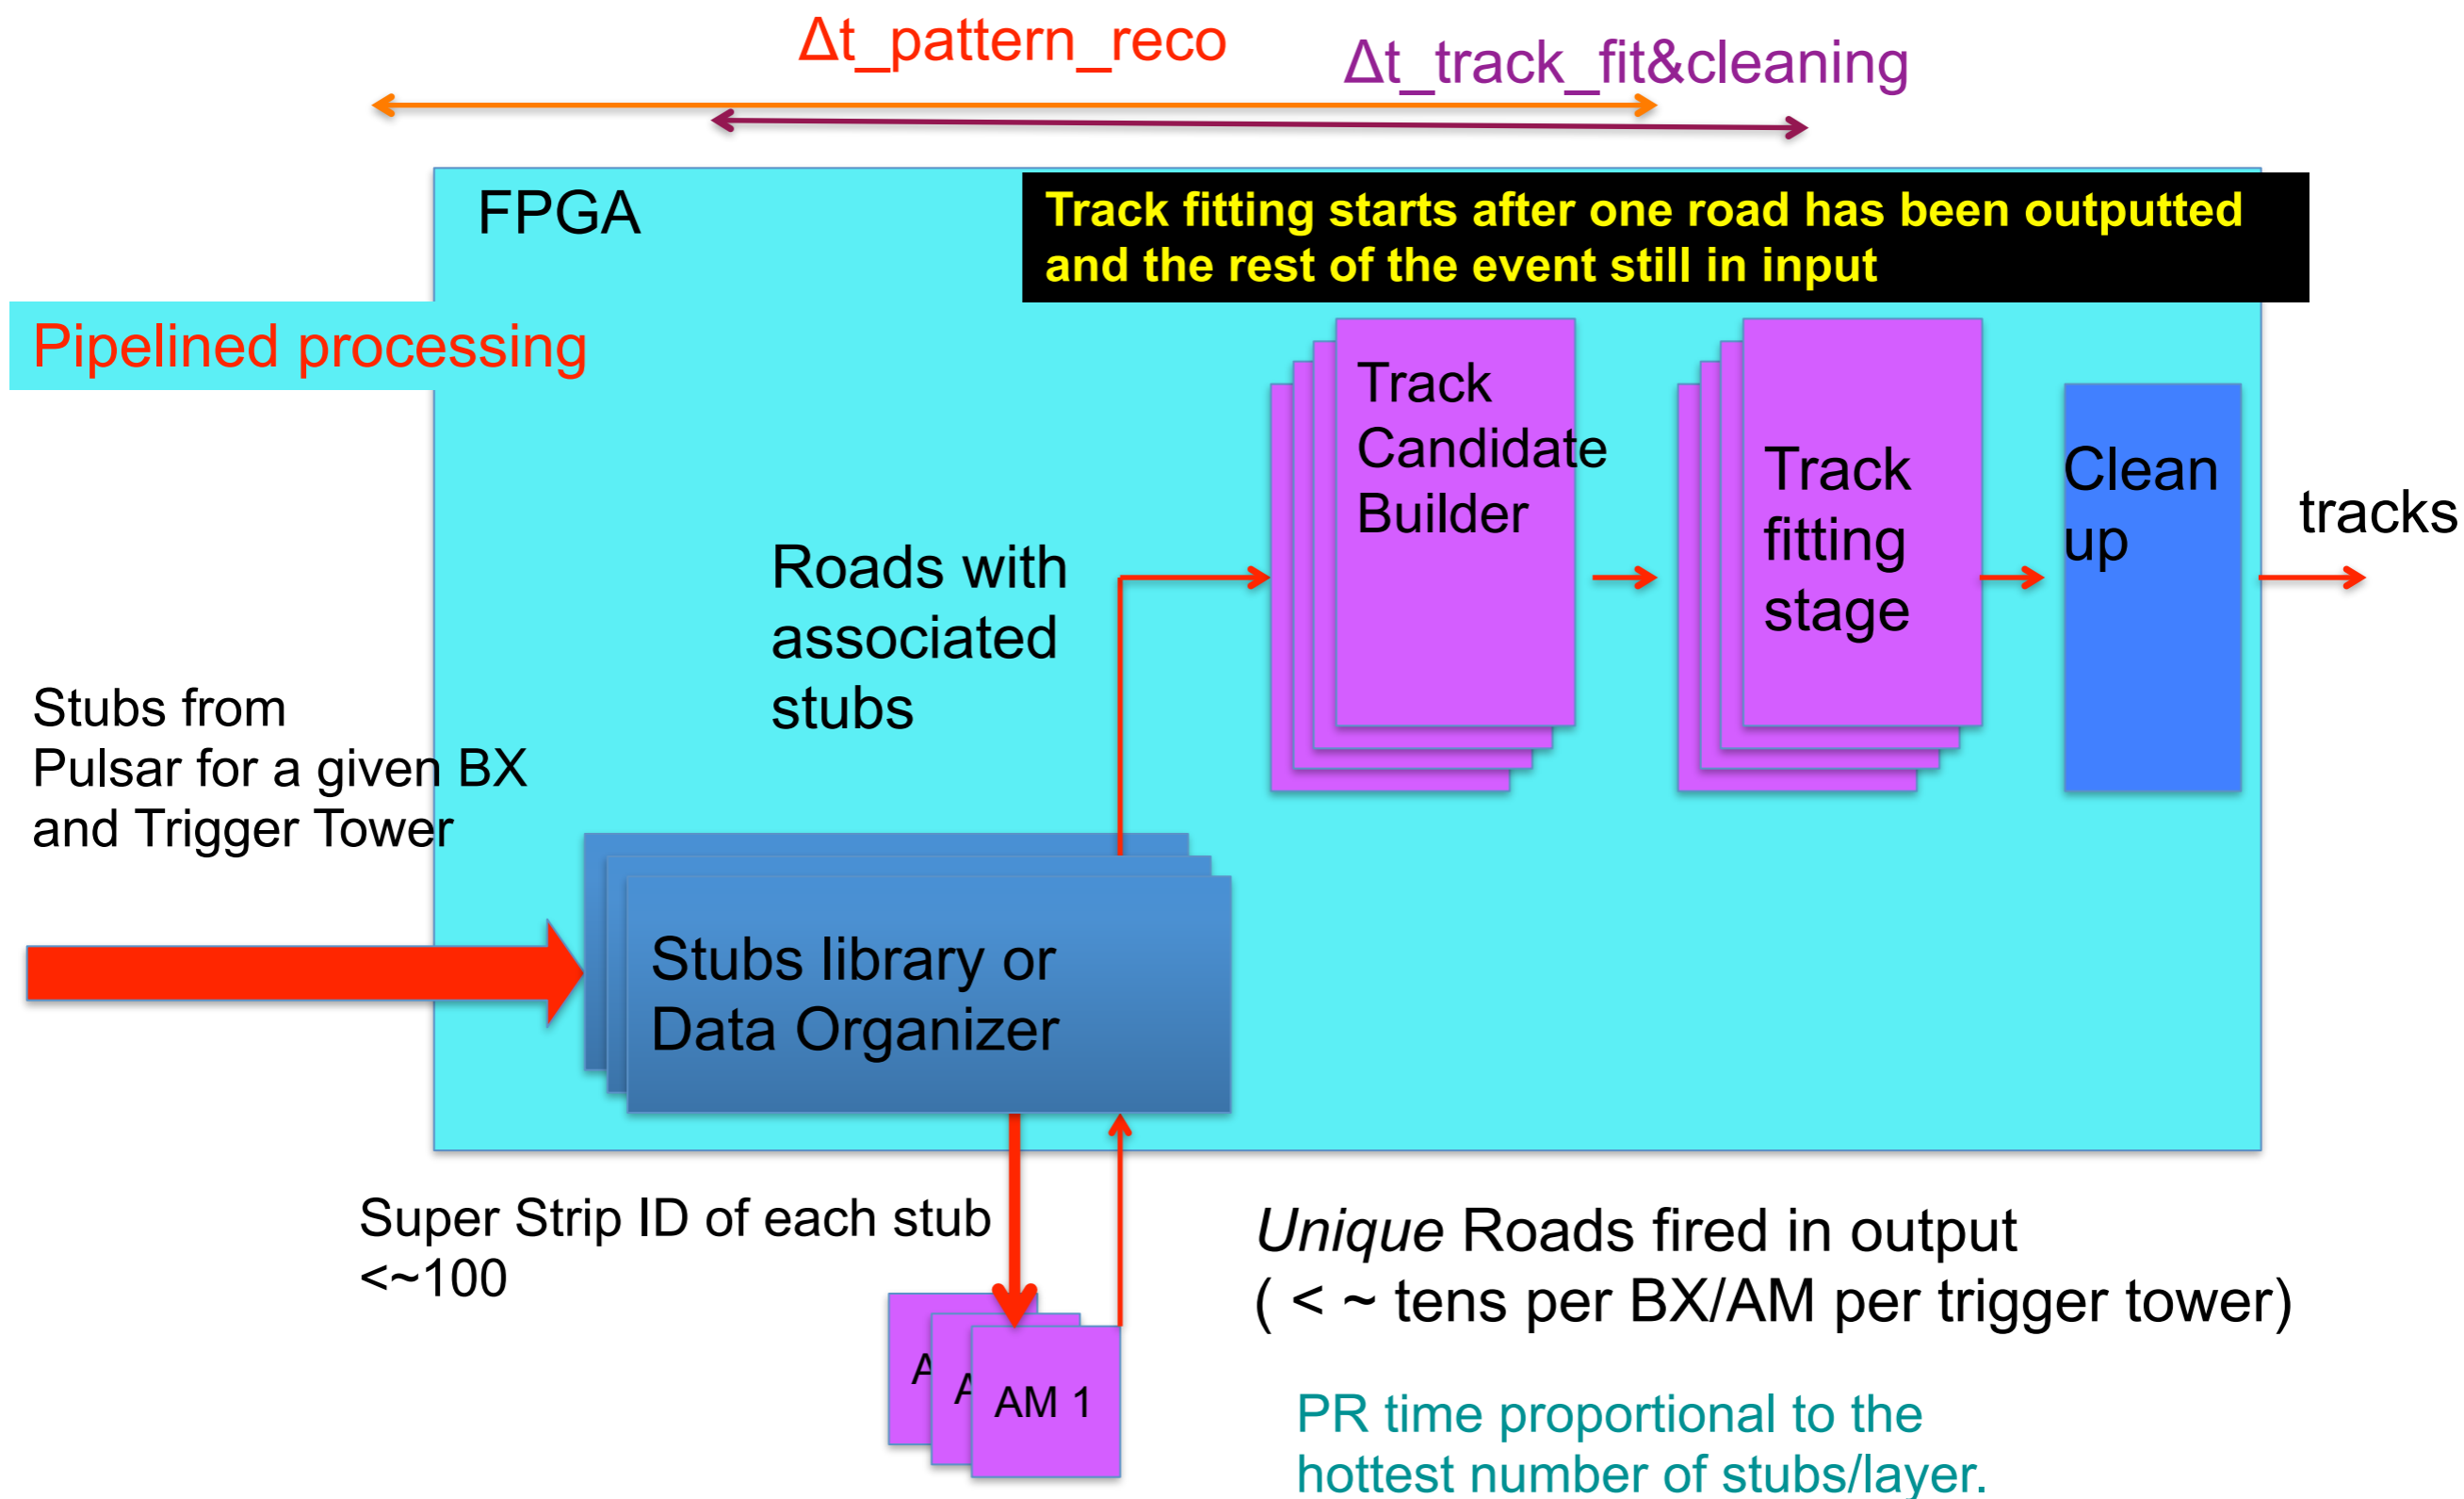 Δt_pattern_reco
Δt_track_fit&cleaning
FPGA
Track fitting starts after one road has been outputted
and the rest of the event still in input
Pipelined processing
Track
Candidate
Builder
Track
fitting
stage
Clean
up
tracks
Roads with
associated
stubs
Stubs from
Pulsar for a given BX
and Trigger Tower
Stubs library or
Data Organizer
Super Strip ID of each stub
<~100
Unique Roads fired in output
( < ~ tens per BX/AM per trigger tower)
A
A
AM 1
PR time proportional to the
hottest number of stubs/layer.